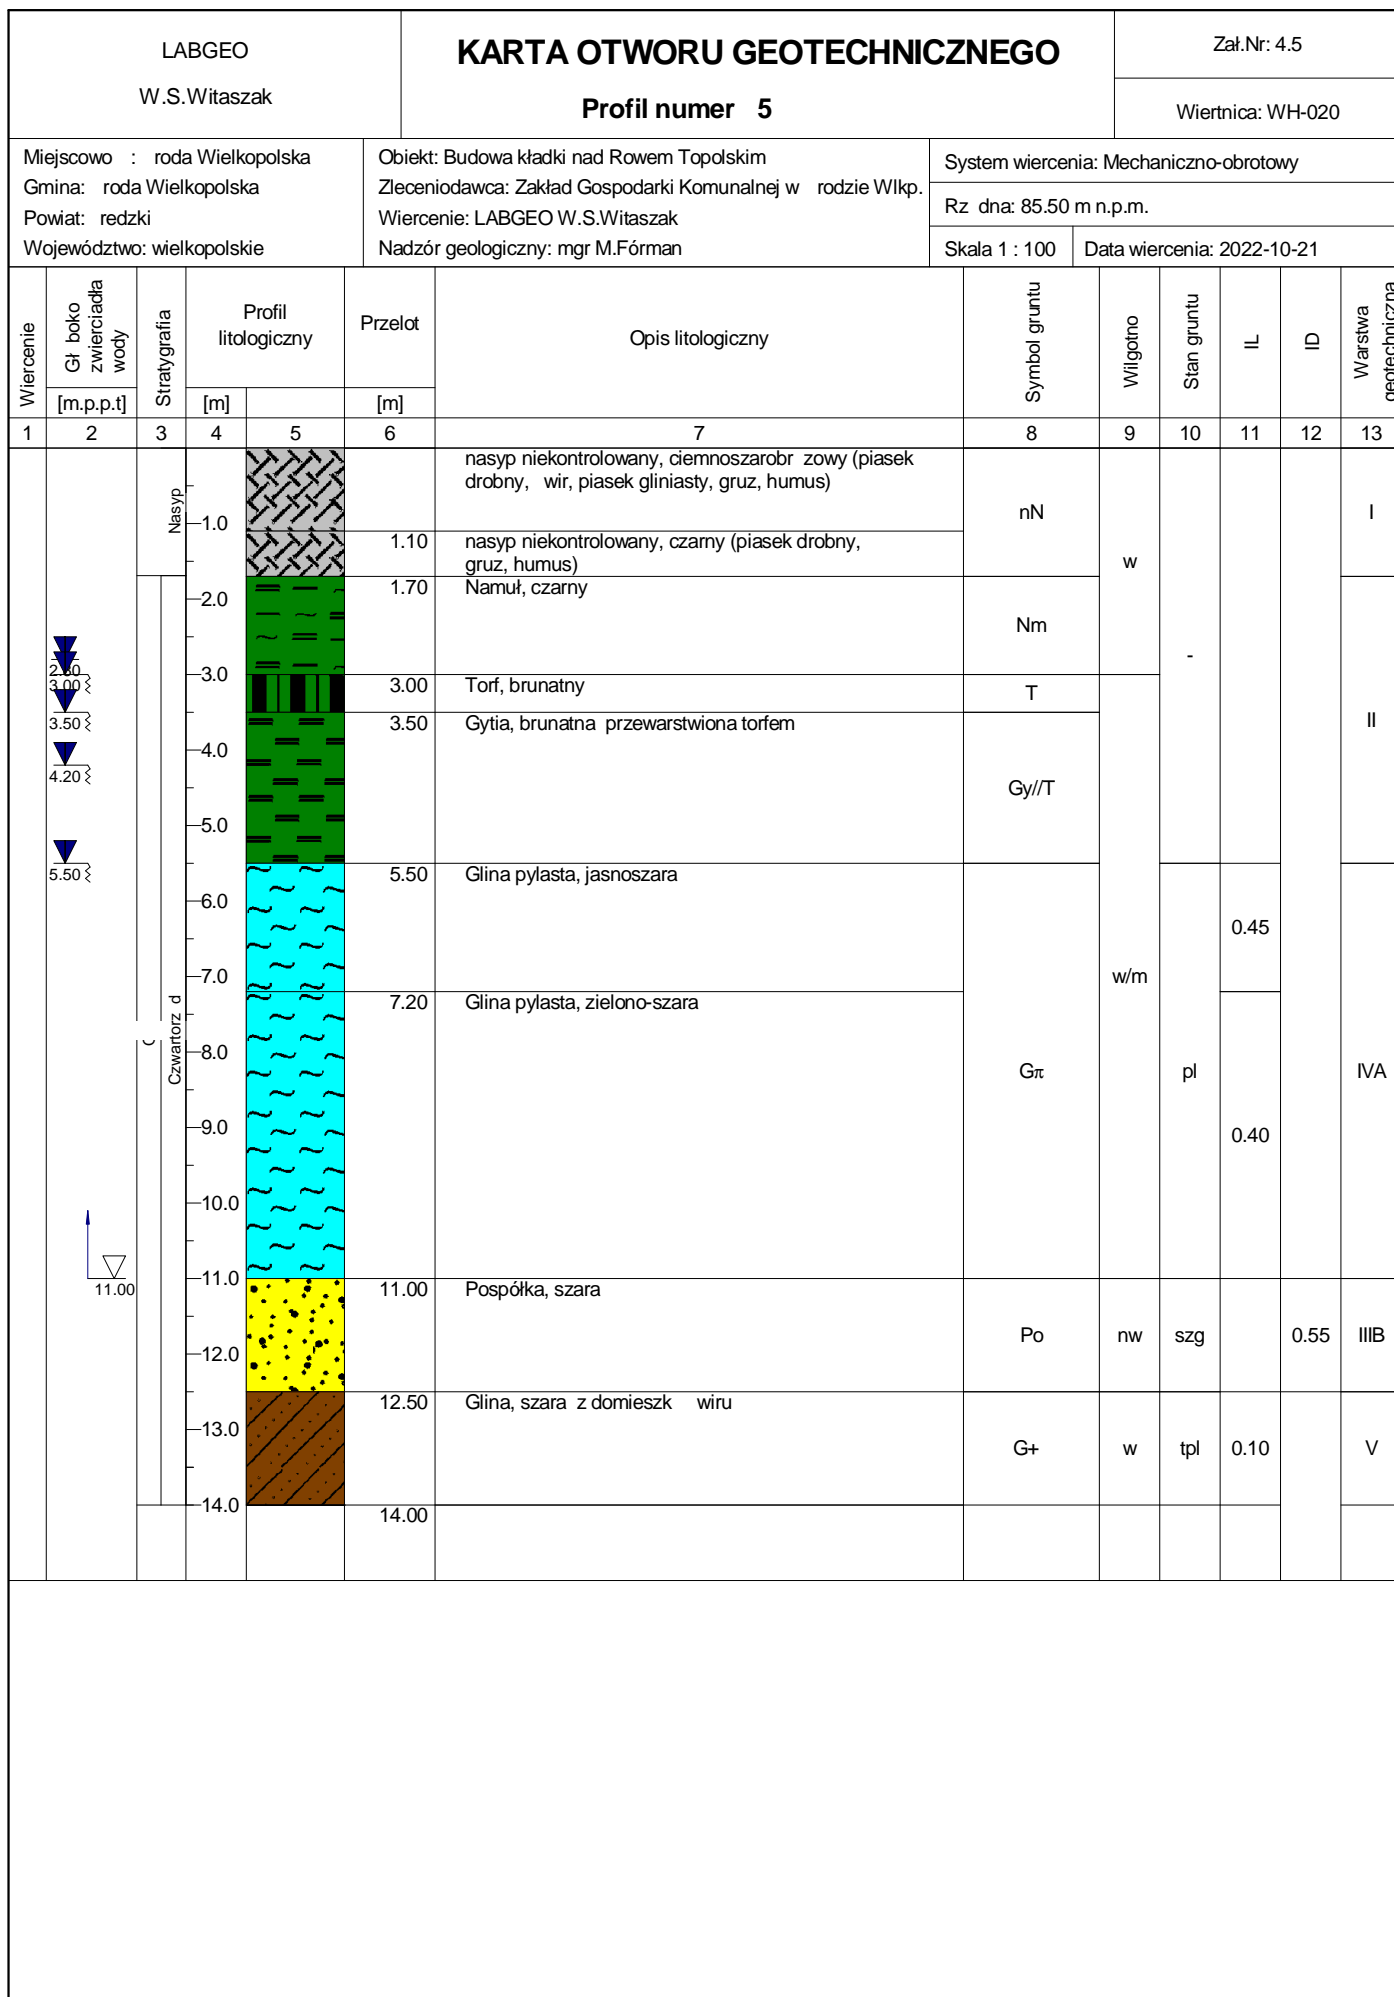 LABGEO
W.S.Witaszak
KARTA OTWORU GEOTECHNICZNEGO
Profil numer 5
Zał.Nr: 4.5
Wiertnica: WH-020
Miejscowo : roda Wielkopolska
Gmina: roda Wielkopolska
Powiat: redzki
Województwo: wielkopolskie
Obiekt: Budowa kładki nad Rowem Topolskim
Zleceniodawca: Zakład Gospodarki Komunalnej w rodzie Wlkp.
Wiercenie: LABGEO W.S.Witaszak
Nadzór geologiczny: mgr M.Fórman
System wiercenia: Mechaniczno-obrotowy
Rz dna: 85.50 m n.p.m.
Skala 1 : 100
Data wiercenia: 2022-10-21
Wiercenie
Gł boko
zwierciadła
wody
[m.p.p.t]
Stratygrafia
Profil
litologiczny
[m]
Przelot
[m]
Opis litologiczny
Symbol gruntu
Wilgotno
Stan gruntu
IL
ID
Warstwa
geotechniczna
1 2 3 4 5 6 7 8 9 10 11 12 13
Nasyp
nasyp niekontrolowany, ciemnoszarobr zowy (piasek
drobny, wir, piasek gliniasty, gruz, humus)
nN
I
1.0
1.10
nasyp niekontrolowany, czarny (piasek drobny,
gruz, humus)
w
1.70
Namuł, czarny
2.0
Nm
-
3.0
3.00
3.00
Torf, brunatny
T
3.50
3.50
Gytia, brunatna przewarstwiona torfem
II
4.0
4.20
Gy//T
5.0
5.50
5.50
Glina pylasta, jasnoszara
6.0
0.45
7.0
w/m
7.20
Glina pylasta, zielono-szara
Czwartorz d
8.0
Gπ
pl
IVA
9.0
0.40
10.0
11.0
11.00
11.00
Pospółka, szara
Po
nw
szg
0.55
IIIB
12.0
12.50
Glina, szara z domieszk wiru
13.0
G+
w
tpl
0.10
V
14.0
14.00